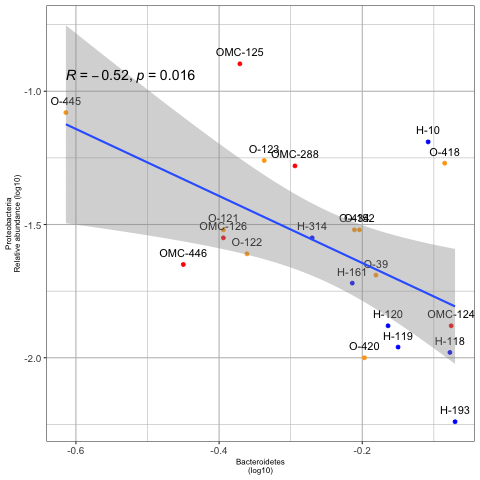 OMC-125
R = −0.52, p = 0.016
O-445
-1.0
H-10
O-123
OMC-288
O-418
O-121
OMC-126
H-314
-1.5
O-122
OMC-446
O-39
H-161
H-120
OMC-124
H-119
H-118
O-420
-2.0
H-193
-0.6
-0.4
-0.2
Bacteroidetes
(log10)
Proteobacteria
Relative abundance (log10)